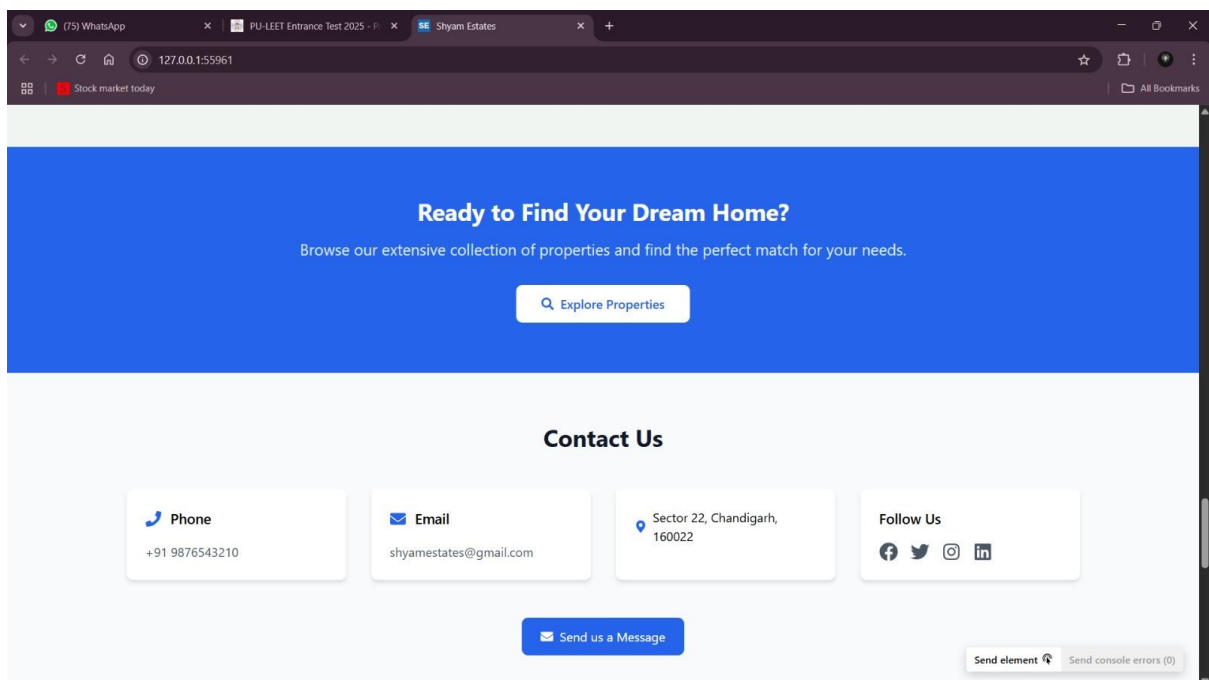 (75) WhatsApp
PU-LEET Entrance Test 2025 - P
SE Shyam Estates
127.0.0.1:55961
S Stock market today
All Bookmarks
Ready to Find Your Dream Home?
Browse our extensive collection of properties and find the perfect match for your needs.
Explore Properties
Contact Us
Phone
+91 9876543210
Email
shyamestates@gmail.com
Sector 22, Chandigarh,
160022
Follow Us
Send us a Message
Send element
Send console errors (0)